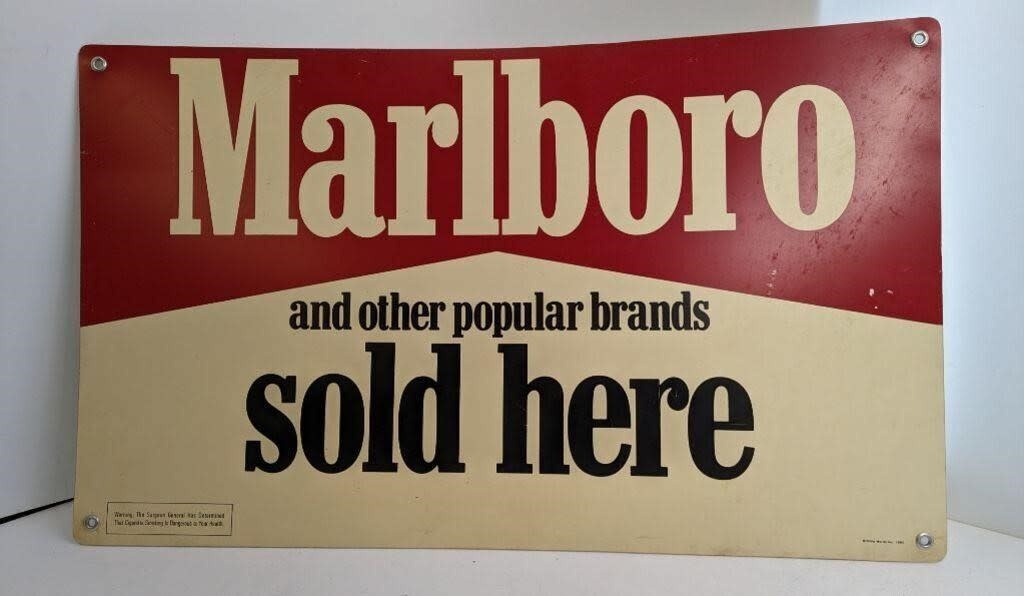 Marlboro
and other popular brands
sold here
Warning: The Surgeon General Has Determined
That Cigarette Smoking Is Dangerous to Your Health.